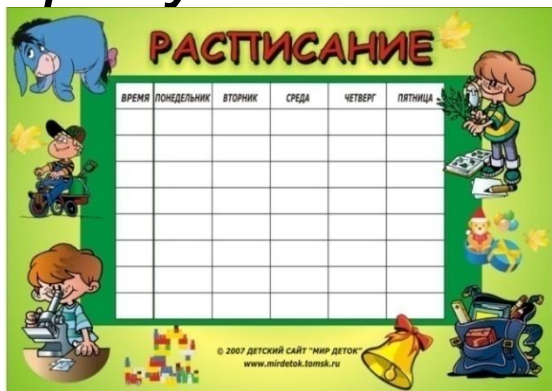 РАСПИСАНИЕ
ВРЕМЯ ПОНЕДЕЛЬНИК ВТОРНИК СРЕДА ЧЕТВЕРГ ПЯТНИЦА
© 2007 ДЕТСКИЙ САЙТ "МИР ДЕТОК"
www.mirdetok.tomsk.ru